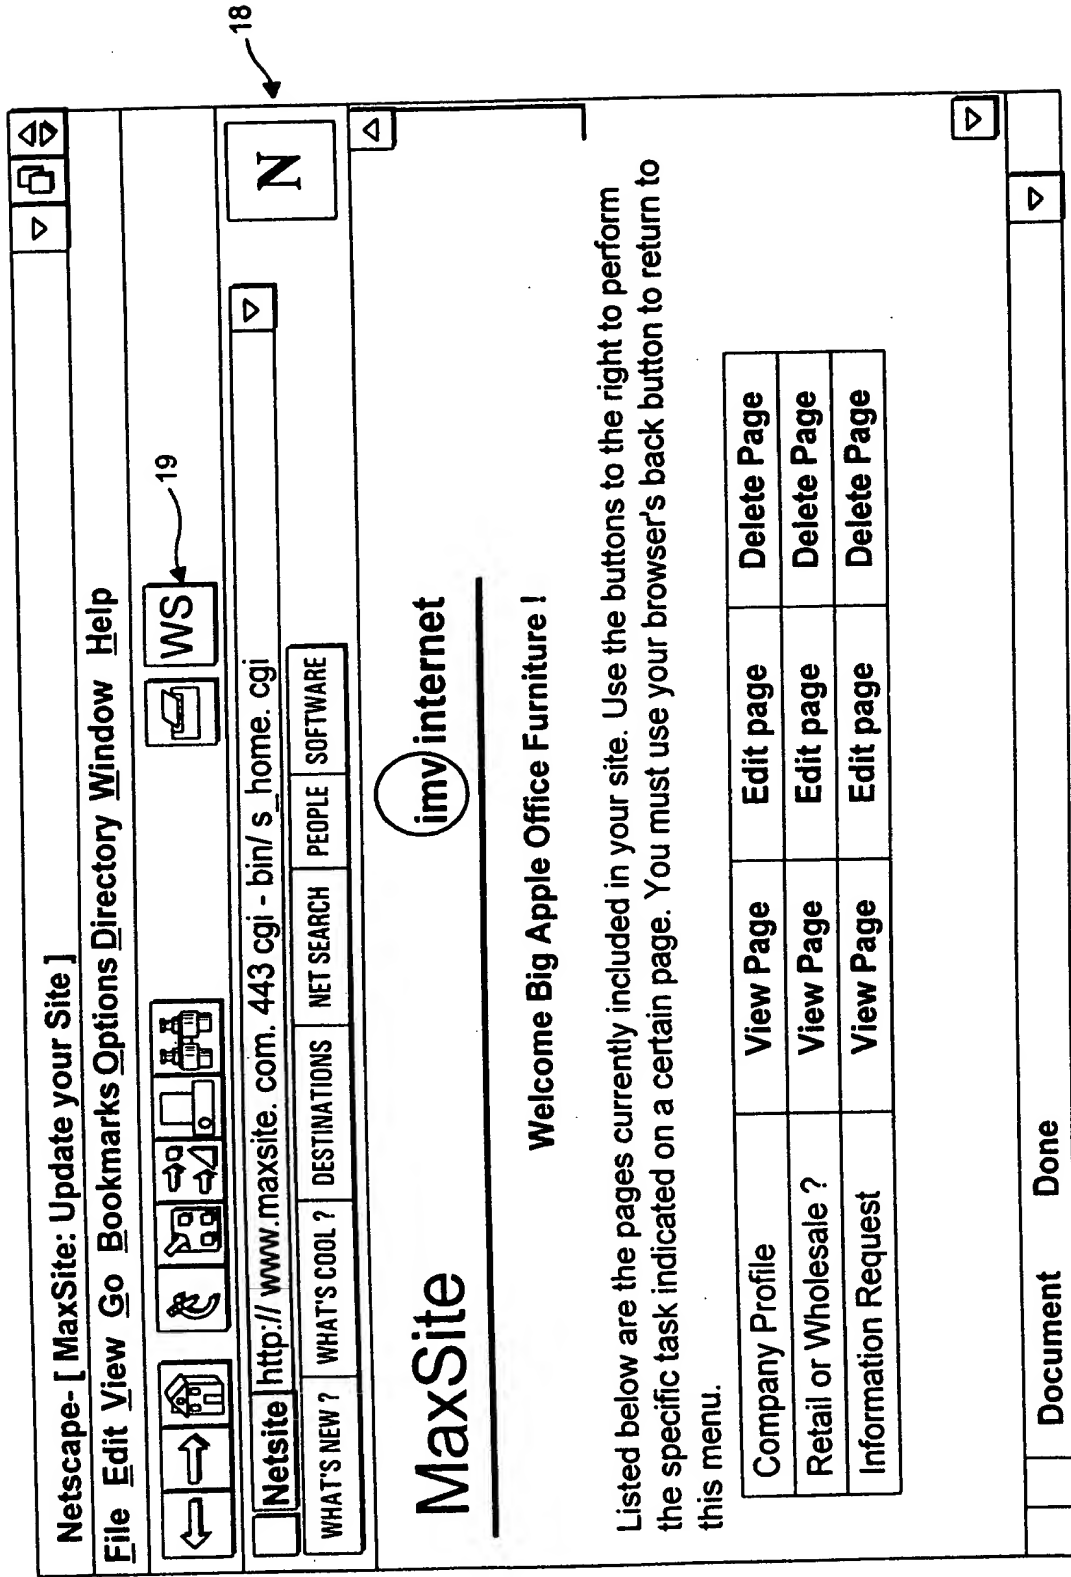 Netscape- [ MaxSite: Update your Site ]
File Edit View Go Bookmarks Options Directory Window Help
WS
19
Netsite http:// www.maxsite. com. 443 cgi - bin/ s_home. cgi
N
18
WHAT'S NEW ? WHAT'S COOL ? DESTINATIONS NET SEARCH PEOPLE SOFTWARE
MaxSite imv internet
Welcome Big Apple Office Furniture !
Listed below are the pages currently included in your site. Use the buttons to the right to perform
the specific task indicated on a certain page. You must use your browser's back button to return to
this menu.
Company Profile View Page Edit page Delete Page
Retail or Wholesale ? View Page Edit page Delete Page
Information Request View Page Edit page Delete Page
Document Done